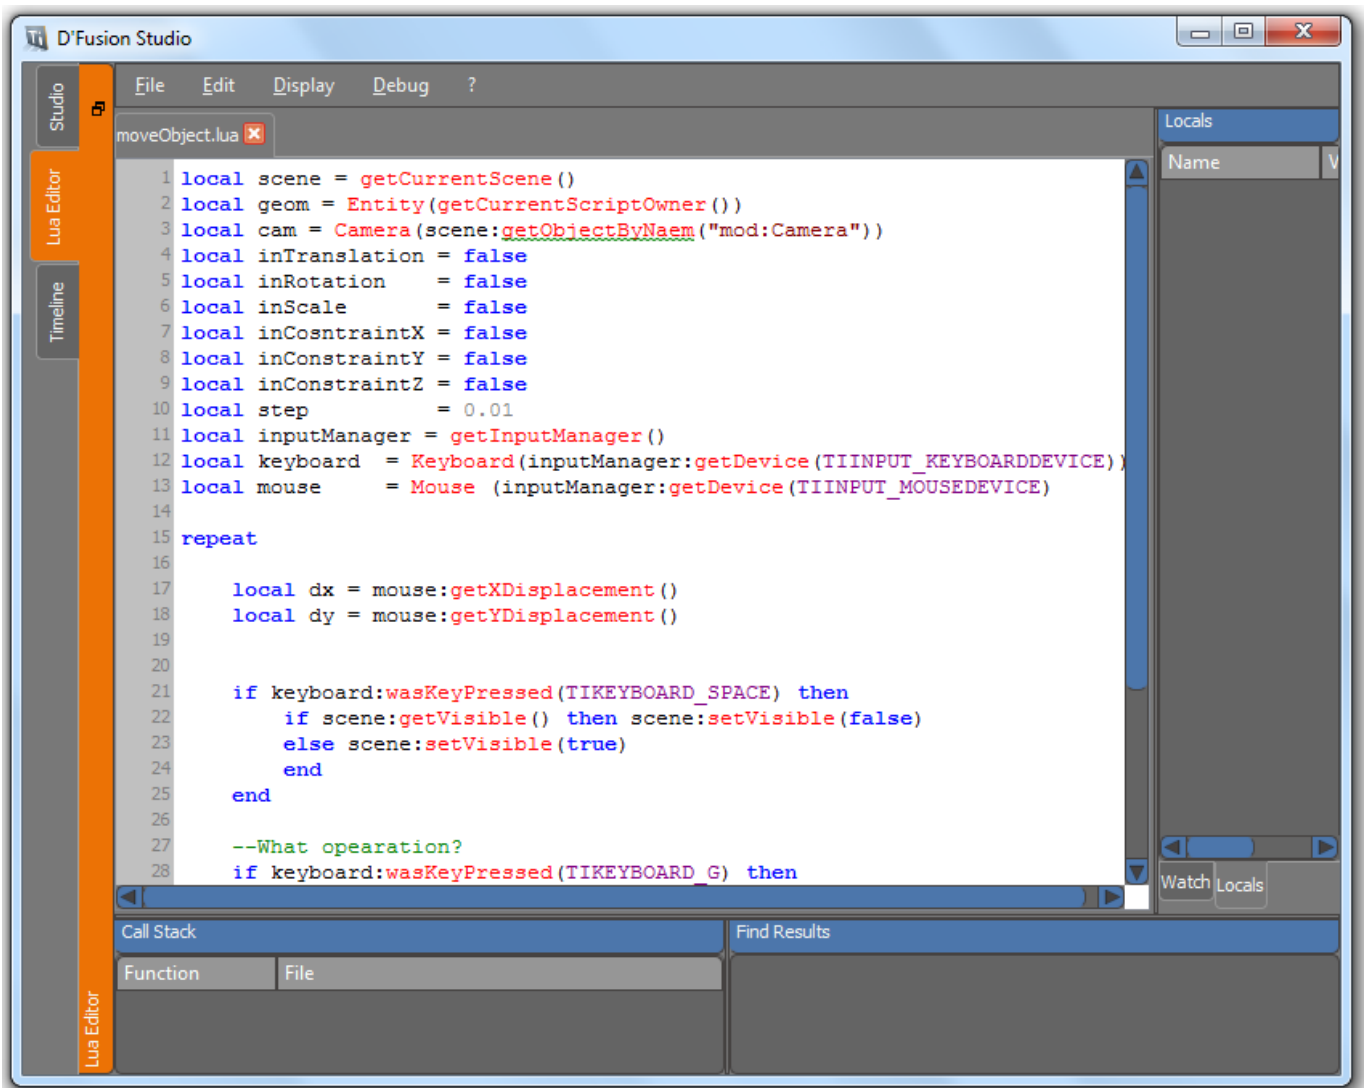 D'Fusion Studio
Studio
Lua Editor
Timeline
Lua Editor
File Edit Display Debug ?
moveObject.lua
1 local scene = getCurrentScene()
2 local geom = Entity(getCurrentScriptOwner())
3 local cam = Camera(scene:getObjectByNaem("mod:Camera"))
4 local inTranslation = false
5 local inRotation    = false
6 local inScale       = false
7 local inCosntraintX = false
8 local inConstraintY = false
9 local inConstraintZ = false
10 local step          = 0.01
11 local inputManager = getInputManager()
12 local keyboard  = Keyboard(inputManager:getDevice(TIINPUT_KEYBOARDDEVICE))
13 local mouse     = Mouse (inputManager:getDevice(TIINPUT_MOUSEDEVICE)
14
15 repeat
16
17     local dx = mouse:getXDisplacement()
18     local dy = mouse:getYDisplacement()
19
20
21     if keyboard:wasKeyPressed(TIKEYBOARD_SPACE) then
22         if scene:getVisible() then scene:setVisible(false)
23         else scene:setVisible(true)
24         end
25     end
26
27     --What opearation?
28     if keyboard:wasKeyPressed(TIKEYBOARD_G) then
Locals
Name V
Watch Locals
Call Stack
Function File
Find Results